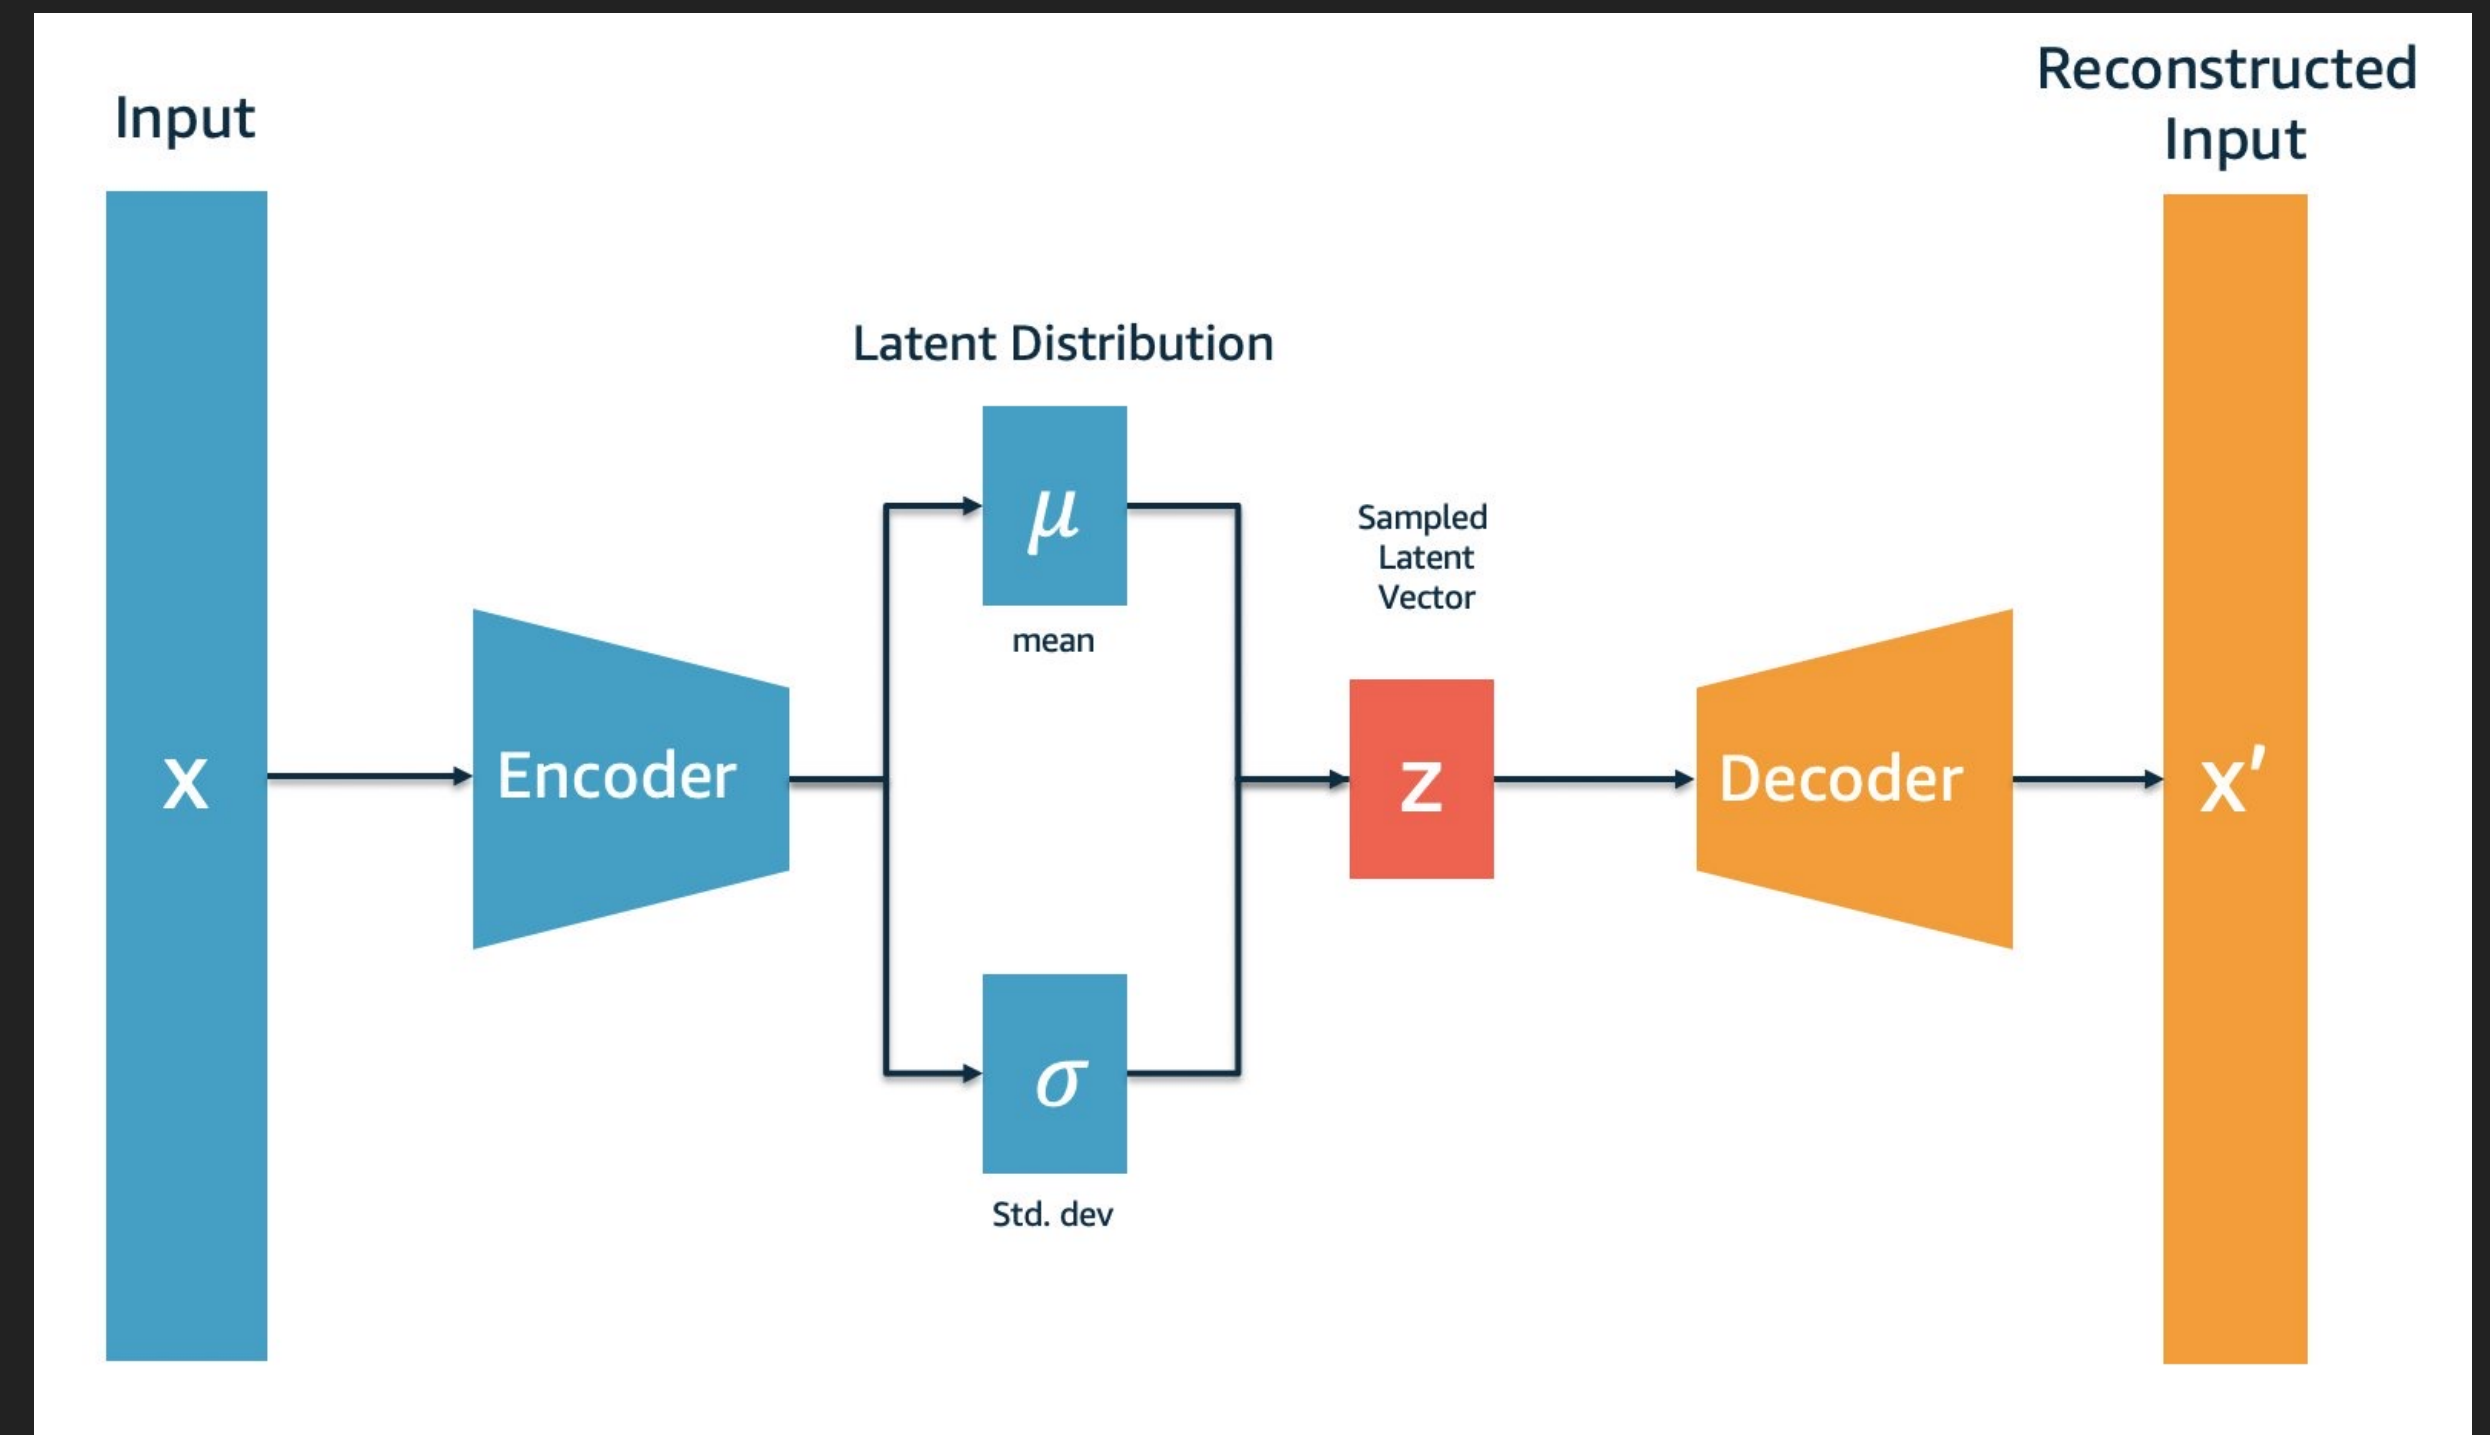 Input
x
Encoder
Latent Distribution
μ
mean
σ
Std. dev
Sampled
Latent
Vector
z
Decoder
Reconstructed
Input
x′